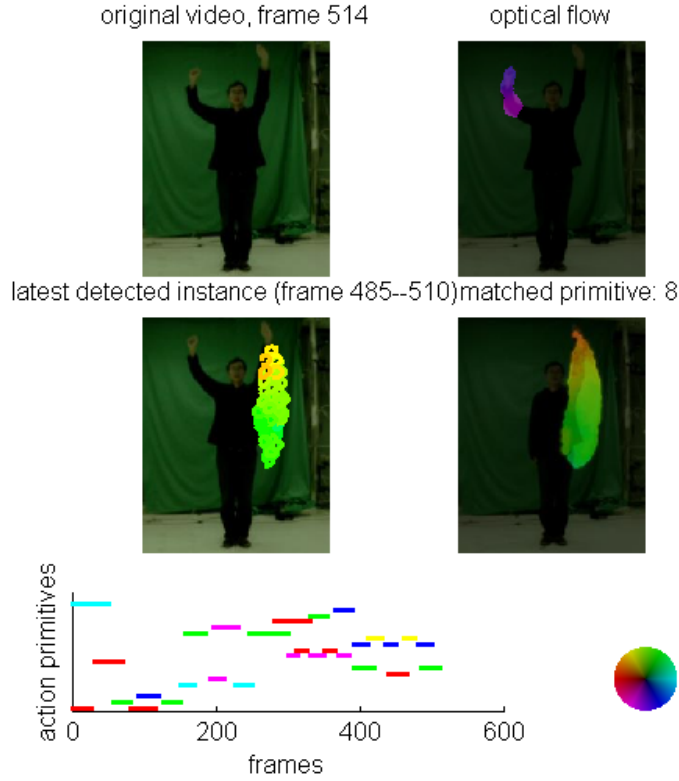 original video, frame 514
optical flow
latest detected instance (frame 485--510)
matched primitive: 8
action primitives
0
200
400
600
frames